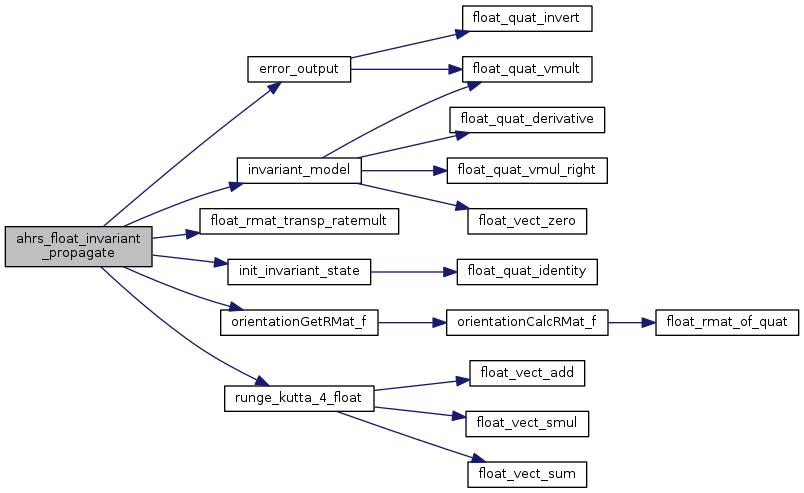 ahrs_float_invariant
_propagate
error_output
float_quat_invert
float_quat_vmult
invariant_model
float_quat_derivative
float_quat_vmul_right
float_vect_zero
float_rmat_transp_ratemult
init_invariant_state
float_quat_identity
orientationGetRMat_f
orientationCalcRMat_f
float_rmat_of_quat
runge_kutta_4_float
float_vect_add
float_vect_smul
float_vect_sum